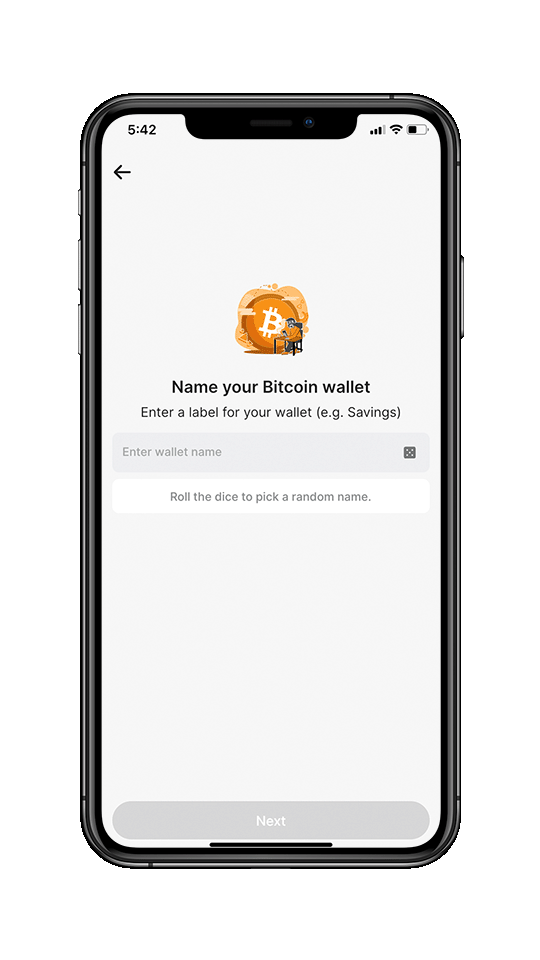 5:42
Name your Bitcoin wallet
Enter a label for your wallet (e.g. Savings)
Enter wallet name
Roll the dice to pick a random name.
Next